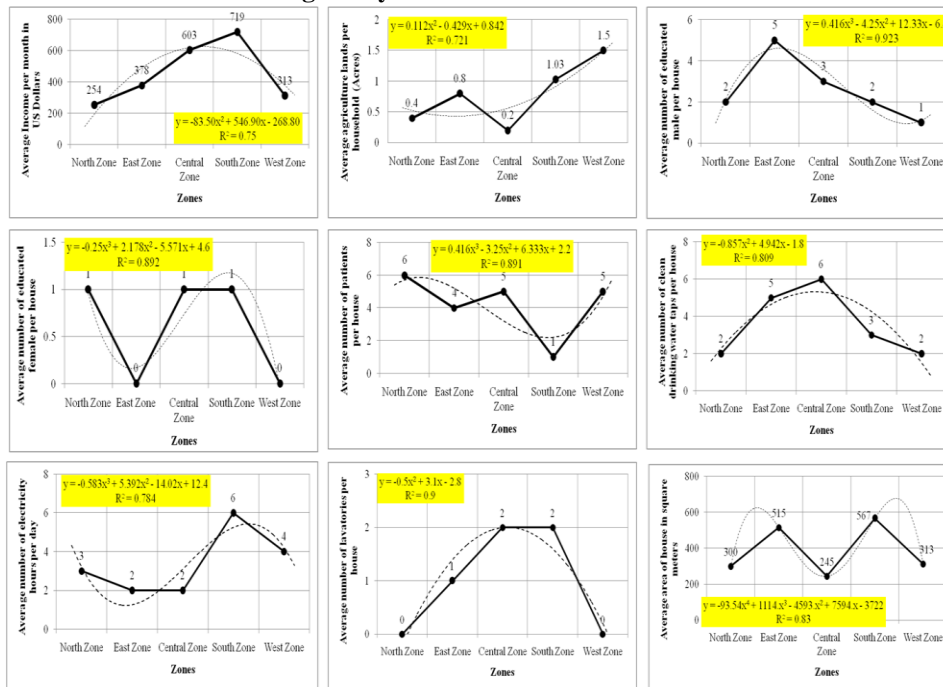 Average Income per month in
US Dollars
800
600
400
200
0
254
378
603
719
313
y = -83.50x² + 546.90x - 268.80
R² = 0.75
North Zone East Zone Central Zone South Zone West Zone
Zones
Average agriculture lands per
household (Acres)
2
1.5
1
0.5
0
y = 0.112x² - 0.429x + 0.842
R² = 0.721
0.4
0.8
0.2
1.03
1.5
North Zone East Zone Central Zone South Zone West Zone
Zones
Average number of educated
male per house
6
5
4
3
2
1
0
y = 0.416x³ - 4.25x² + 12.33x - 6.
R² = 0.923
2
5
3
2
1
North Zone East Zone Central Zone South Zone West Zone
Zones
Average number of educated
female per house
1.5
1
0.5
0
y = -0.25x³ + 2.178x² - 5.571x + 4.6
R² = 0.892
1
0
1
1
0
North Zone East Zone Central Zone South Zone West Zone
Zones
Average number of patients
per house
8
6
4
2
0
y = 0.416x³ - 3.25x² + 6.333x + 2.2
R² = 0.891
6
4
5
1
5
North Zone East Zone Central Zone South Zone West Zone
Zones
Average number of clean
drinking water taps per house
8
6
4
2
0
y = -0.857x² + 4.942x - 1.8
R² = 0.809
2
5
6
3
2
North Zone East Zone Central Zone South Zone West Zone
Zones
Average number of electricity
hours per day
8
6
4
2
0
y = -0.583x³ + 5.392x² - 14.02x + 12.4
R² = 0.784
3
2
2
6
4
North Zone East Zone Central Zone South Zone West Zone
Zones
Average number of lavatories per
house
3
2
1
0
y = -0.5x² + 3.1x - 2.8
R² = 0.9
0
1
2
2
0
North Zone East Zone Central Zone South Zone West Zone
Zones
Average area of house in square
meters
800
600
400
200
0
300
515
245
567
313
y = -93.54x⁴ + 1114.x³ - 4593 x² + 7594 x - 3722
R² = 0.83
North Zone East Zone Central Zone South Zone West Zone
Zones